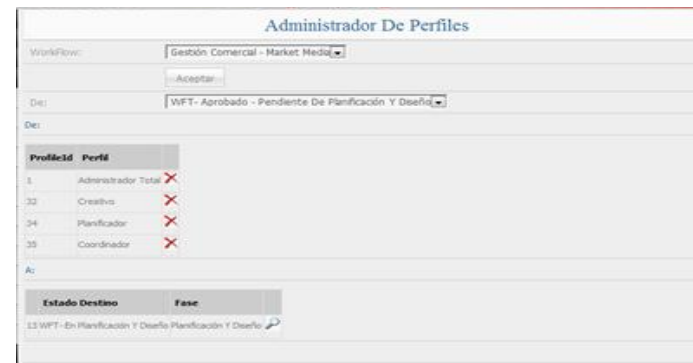 Administrador De Perfiles
WorkFlow:
Gestión Comercial - Market Medio
Aceptar
De:
WFT- Aprobado - Pendiente De Planificación Y Diseño
De:
ProfileId Perfil
1 Administrador Total
32 Creativo
34 Planificador
35 Coordinador
A:
Estado Destino Fase
13 WFT- En Planificación Y Diseño Planificación Y Diseño